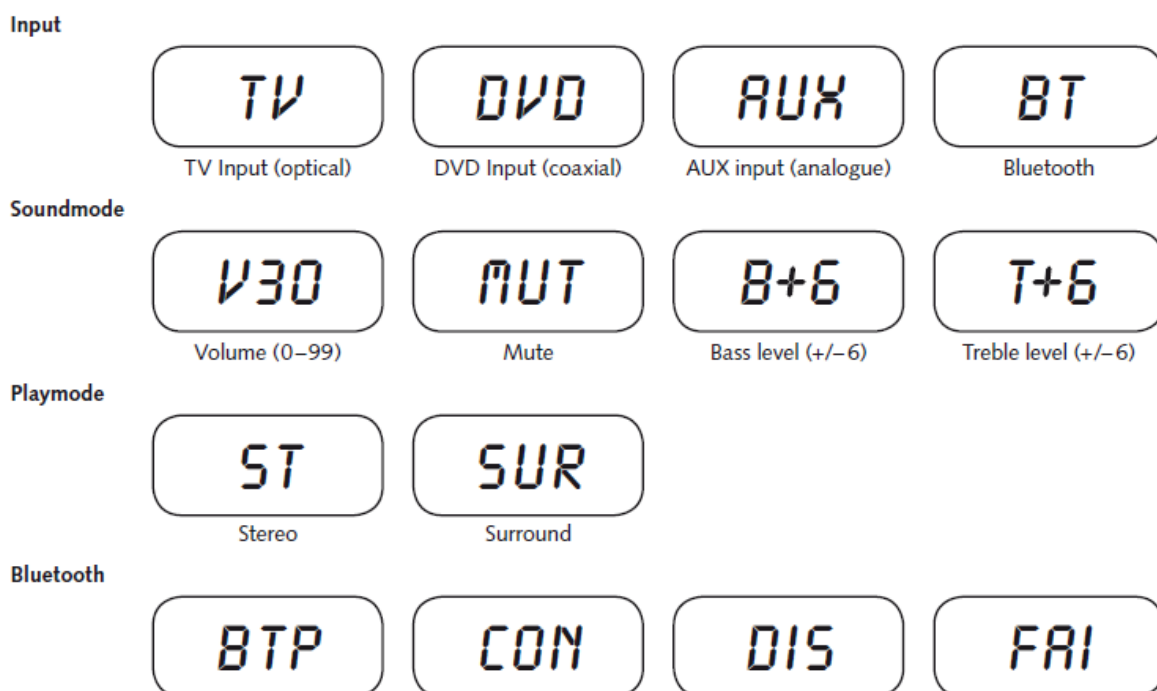 Input
TV DVD AUX BT
TV Input (optical) DVD Input (coaxial) AUX input (analogue) Bluetooth
Soundmode
V30 MUT B+6 T+6
Volume (0–99) Mute Bass level (+/–6) Treble level (+/–6)
Playmode
ST SUR
Stereo Surround
Bluetooth
BTP CON DIS FAI